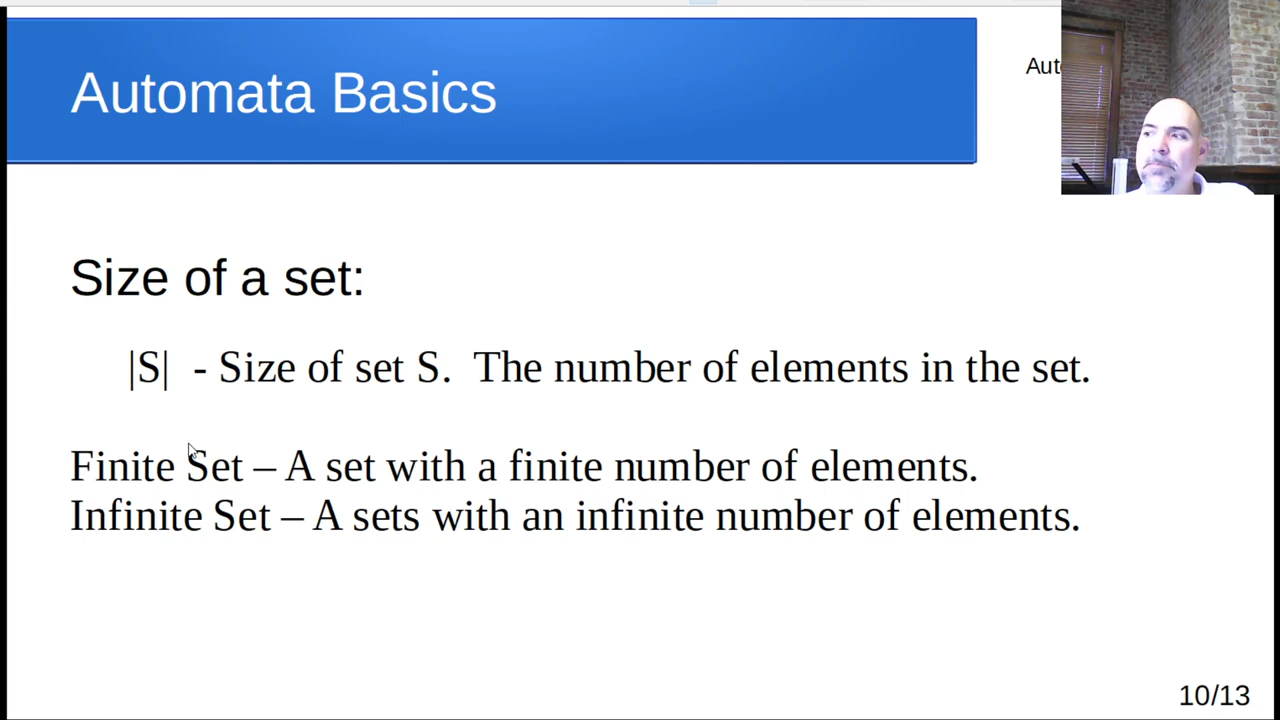 Automata Basics
Size of a set:
|S| - Size of set S. The number of elements in the set.
Finite Set – A set with a finite number of elements.
Infinite Set – A sets with an infinite number of elements.
10/13